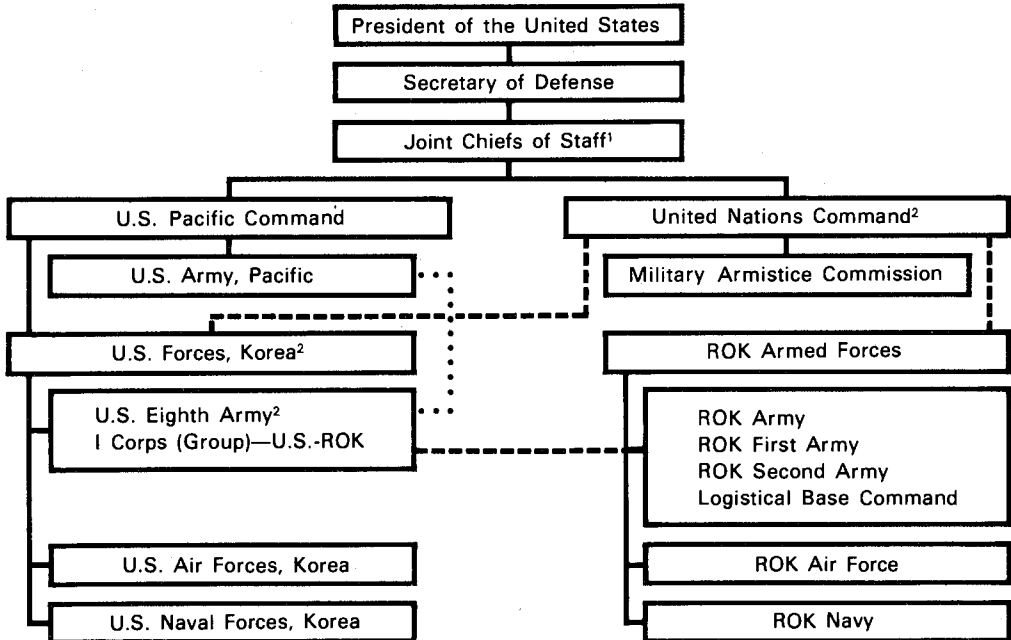 President of the United States
Secretary of Defense
Joint Chiefs of Staff¹
U.S. Pacific Command
United Nations Command²
U.S. Army, Pacific
Military Armistice Commission
U.S. Forces, Korea²
ROK Armed Forces
U.S. Eighth Army²
I Corps (Group)—U.S.-ROK
ROK Army
ROK First Army
ROK Second Army
Logistical Base Command
U.S. Air Forces, Korea
ROK Air Force
U.S. Naval Forces, Korea
ROK Navy